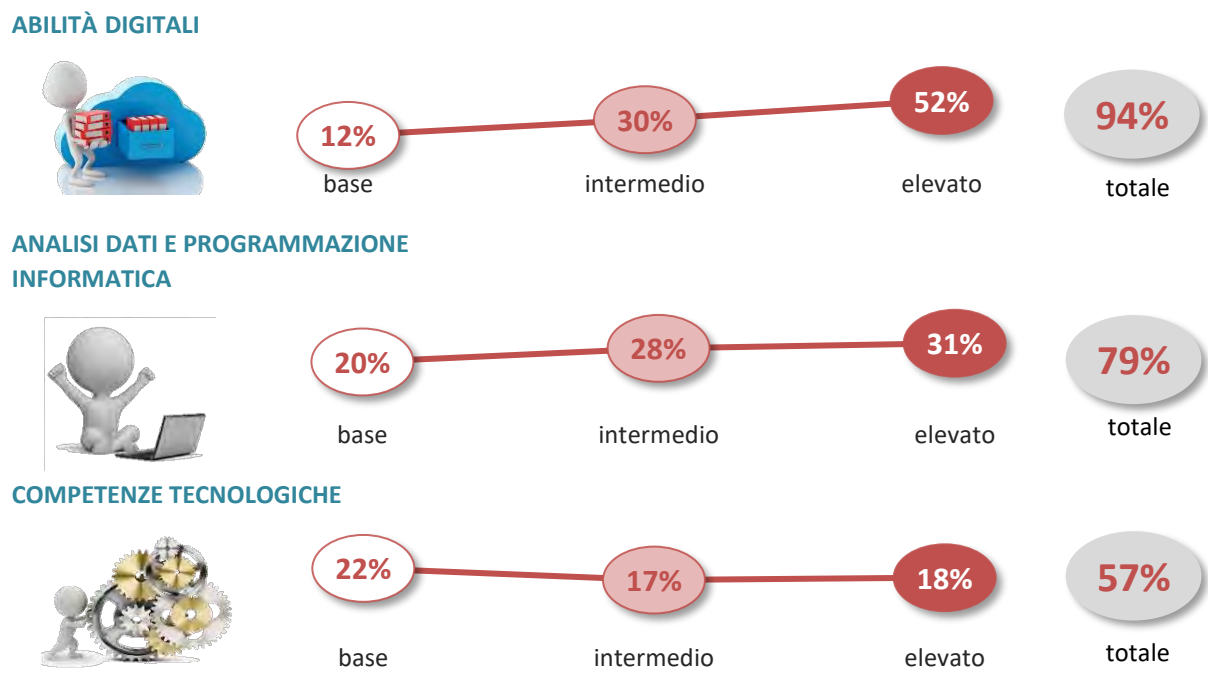 ABILITÀ DIGITALI
12%
30%
52%
94%
base
intermedio
elevato
totale
ANALISI DATI E PROGRAMMAZIONE
INFORMATICA
20%
28%
31%
79%
base
intermedio
elevato
totale
COMPETENZE TECNOLOGICHE
22%
17%
18%
57%
base
intermedio
elevato
totale